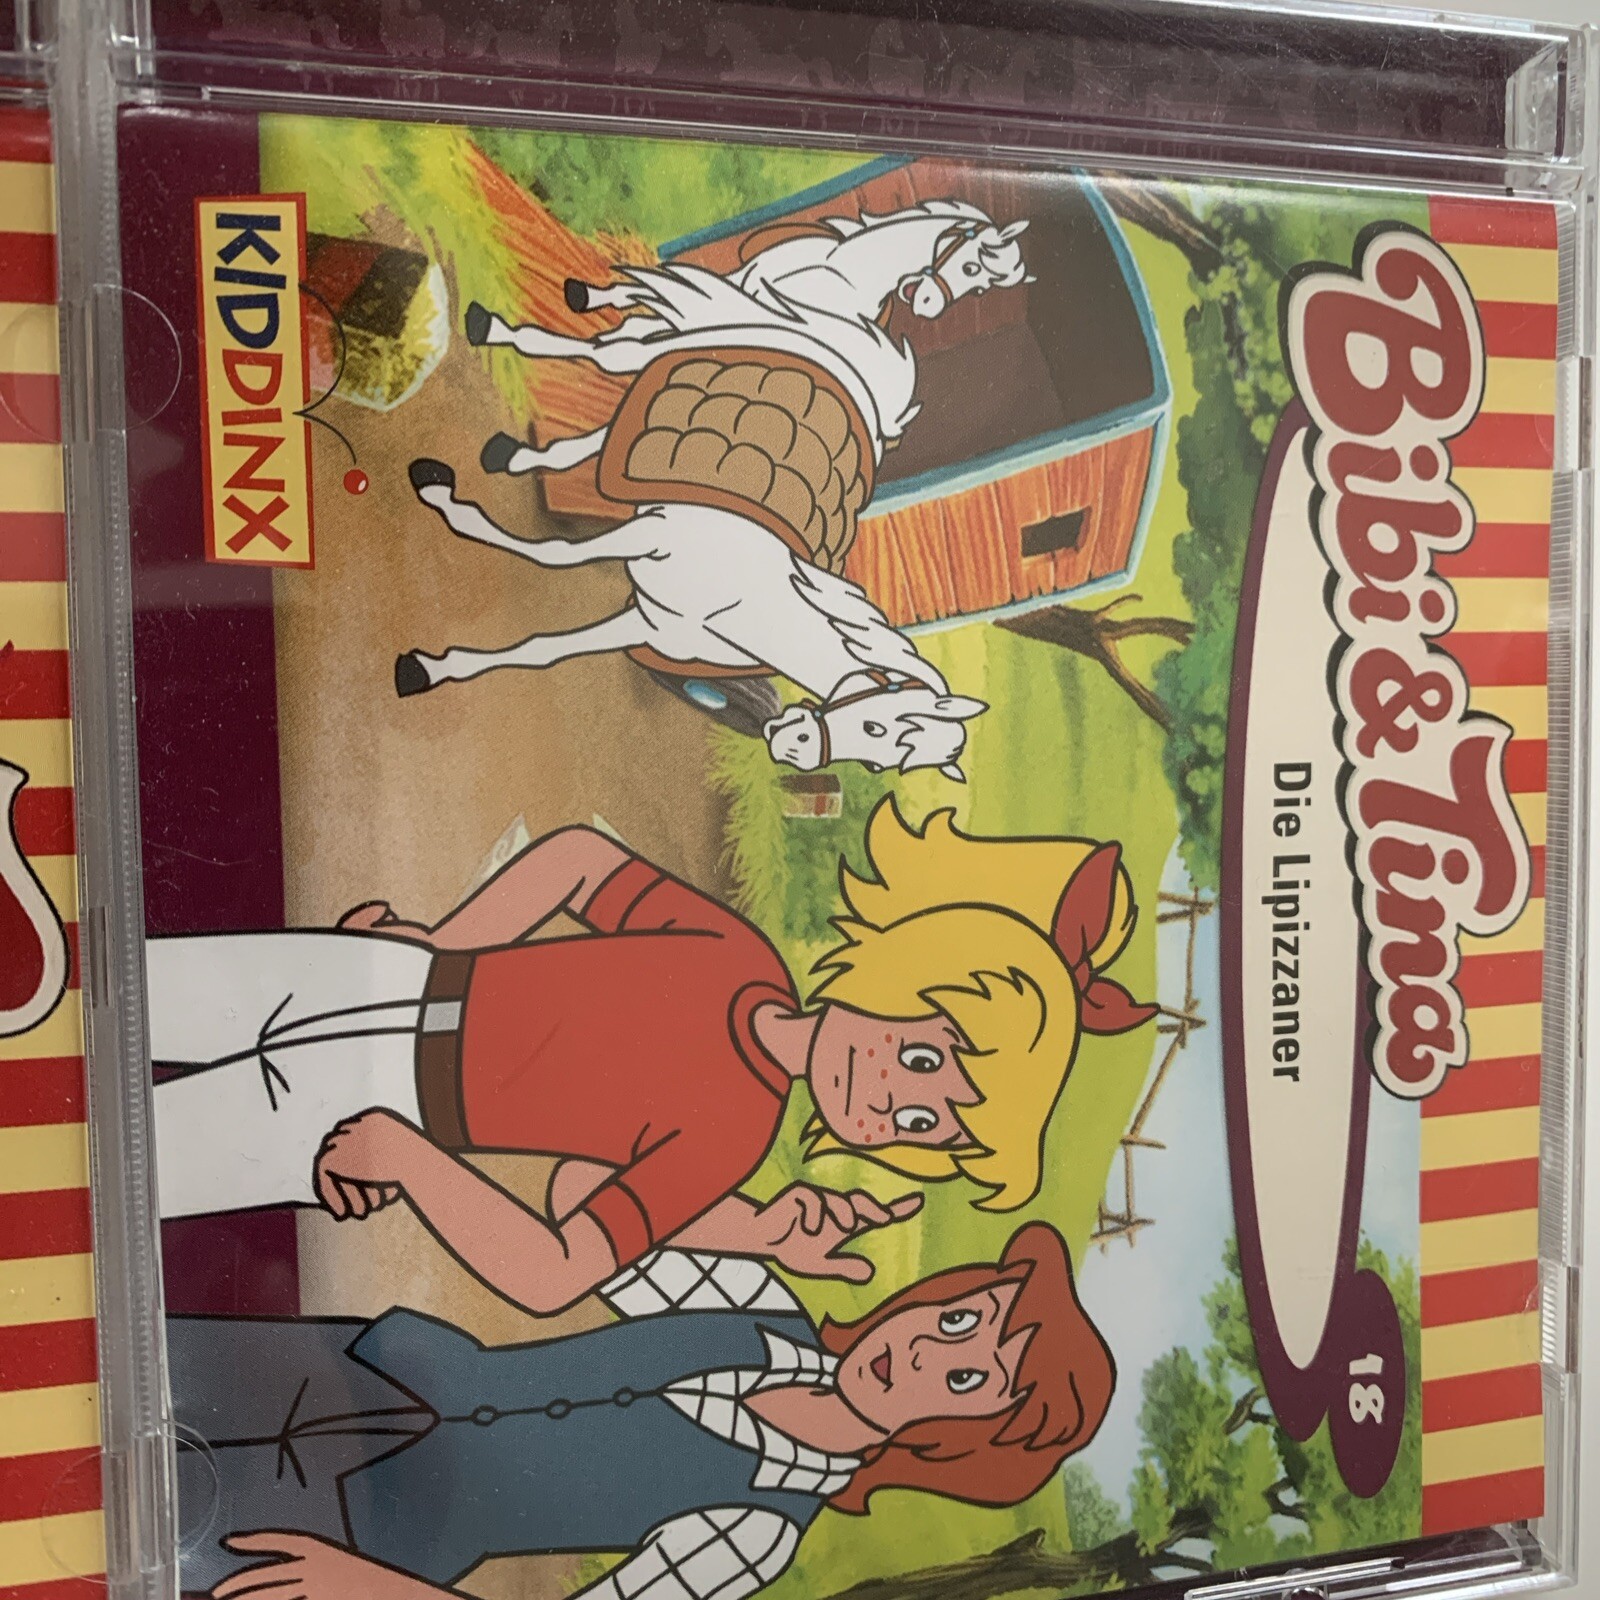 Bibi & Tina
Die Lipizzaner
18
KIDDINX